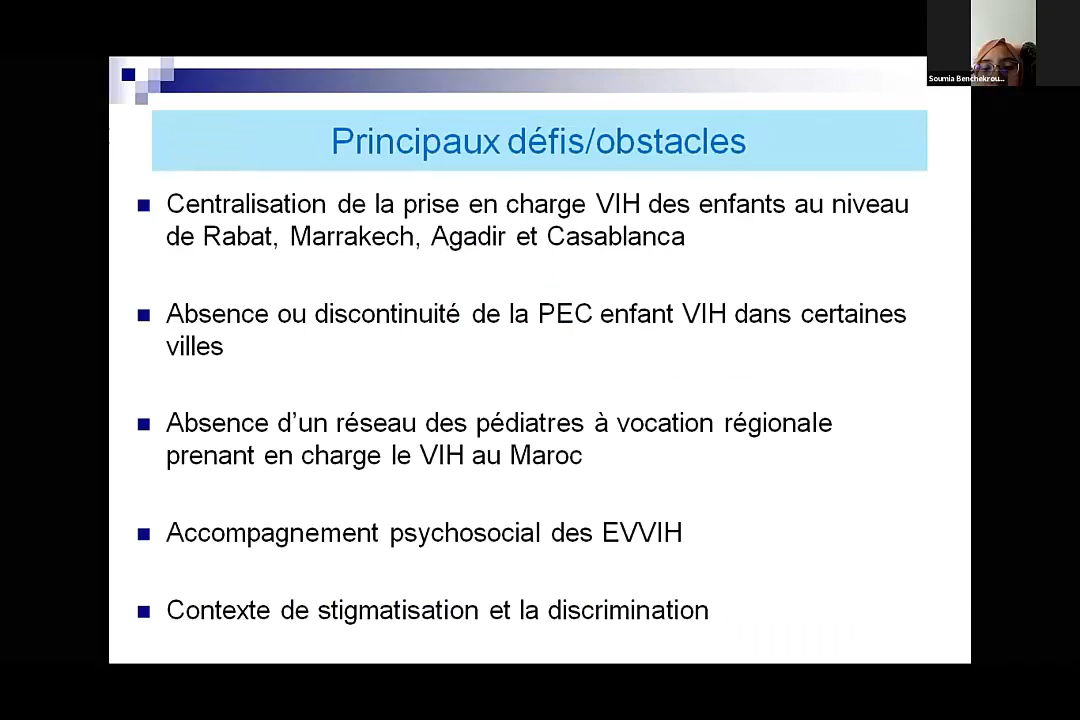 Soumia Benchekrou...
Principaux défis/obstacles
Centralisation de la prise en charge VIH des enfants au niveau
de Rabat, Marrakech, Agadir et Casablanca
Absence ou discontinuité de la PEC enfant VIH dans certaines
villes
Absence d’un réseau des pédiatres à vocation régionale
prenant en charge le VIH au Maroc
Accompagnement psychosocial des EVVIH
Contexte de stigmatisation et la discrimination